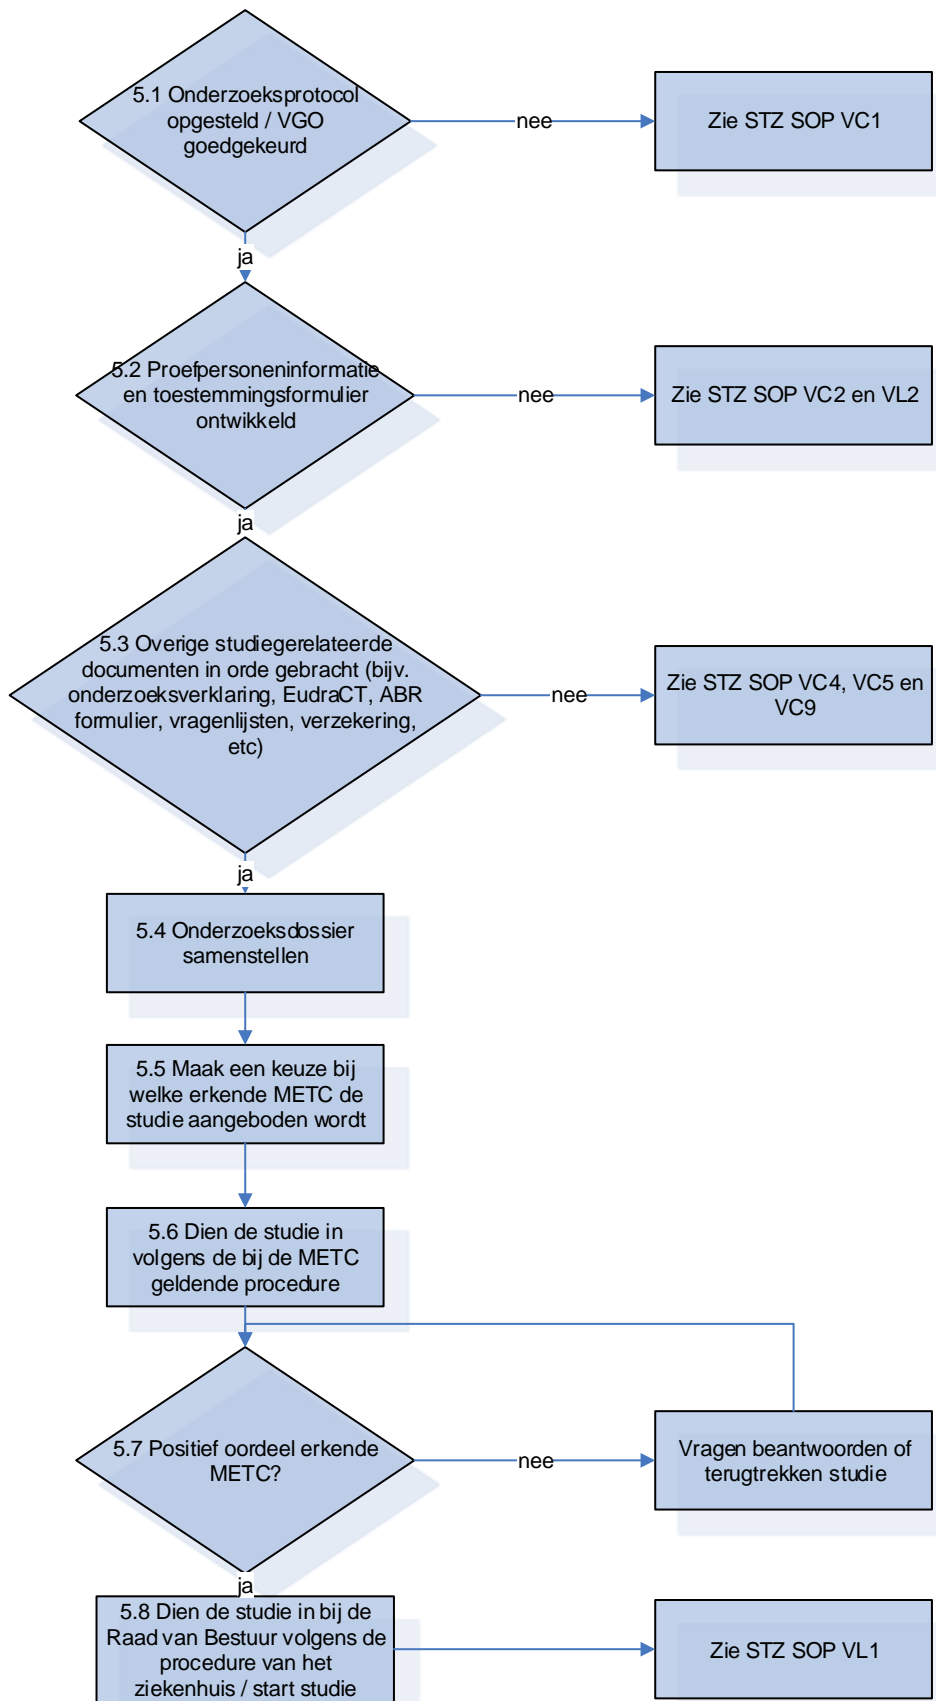 5.1 Onderzoeksprotocol
opgesteld / VGO
goedgekeurd
nee
Zie STZ SOP VC1
ja
5.2 Proefpersoneninformatie
en toestemmingsformulier
ontwikkeld
nee
Zie STZ SOP VC2 en VL2
ja
5.3 Overige studiegerelateerde
documenten in orde gebracht (bijv.
onderzoeksverklaring, EudraCT, ABR
formulier, vragenlijsten, verzekering,
etc)
nee
Zie STZ SOP VC4, VC5 en
VC9
ja
5.4 Onderzoeksdossier
samenstellen
5.5 Maak een keuze bij
welke erkende METC de
studie aangeboden wordt
5.6 Dien de studie in
volgens de bij de METC
geldende procedure
5.7 Positief oordeel erkende
METC?
nee
Vragen beantwoorden of
terugtrekken studie
ja
5.8 Dien de studie in bij de
Raad van Bestuur volgens de
procedure van het
ziekenhuis / start studie
Zie STZ SOP VL1